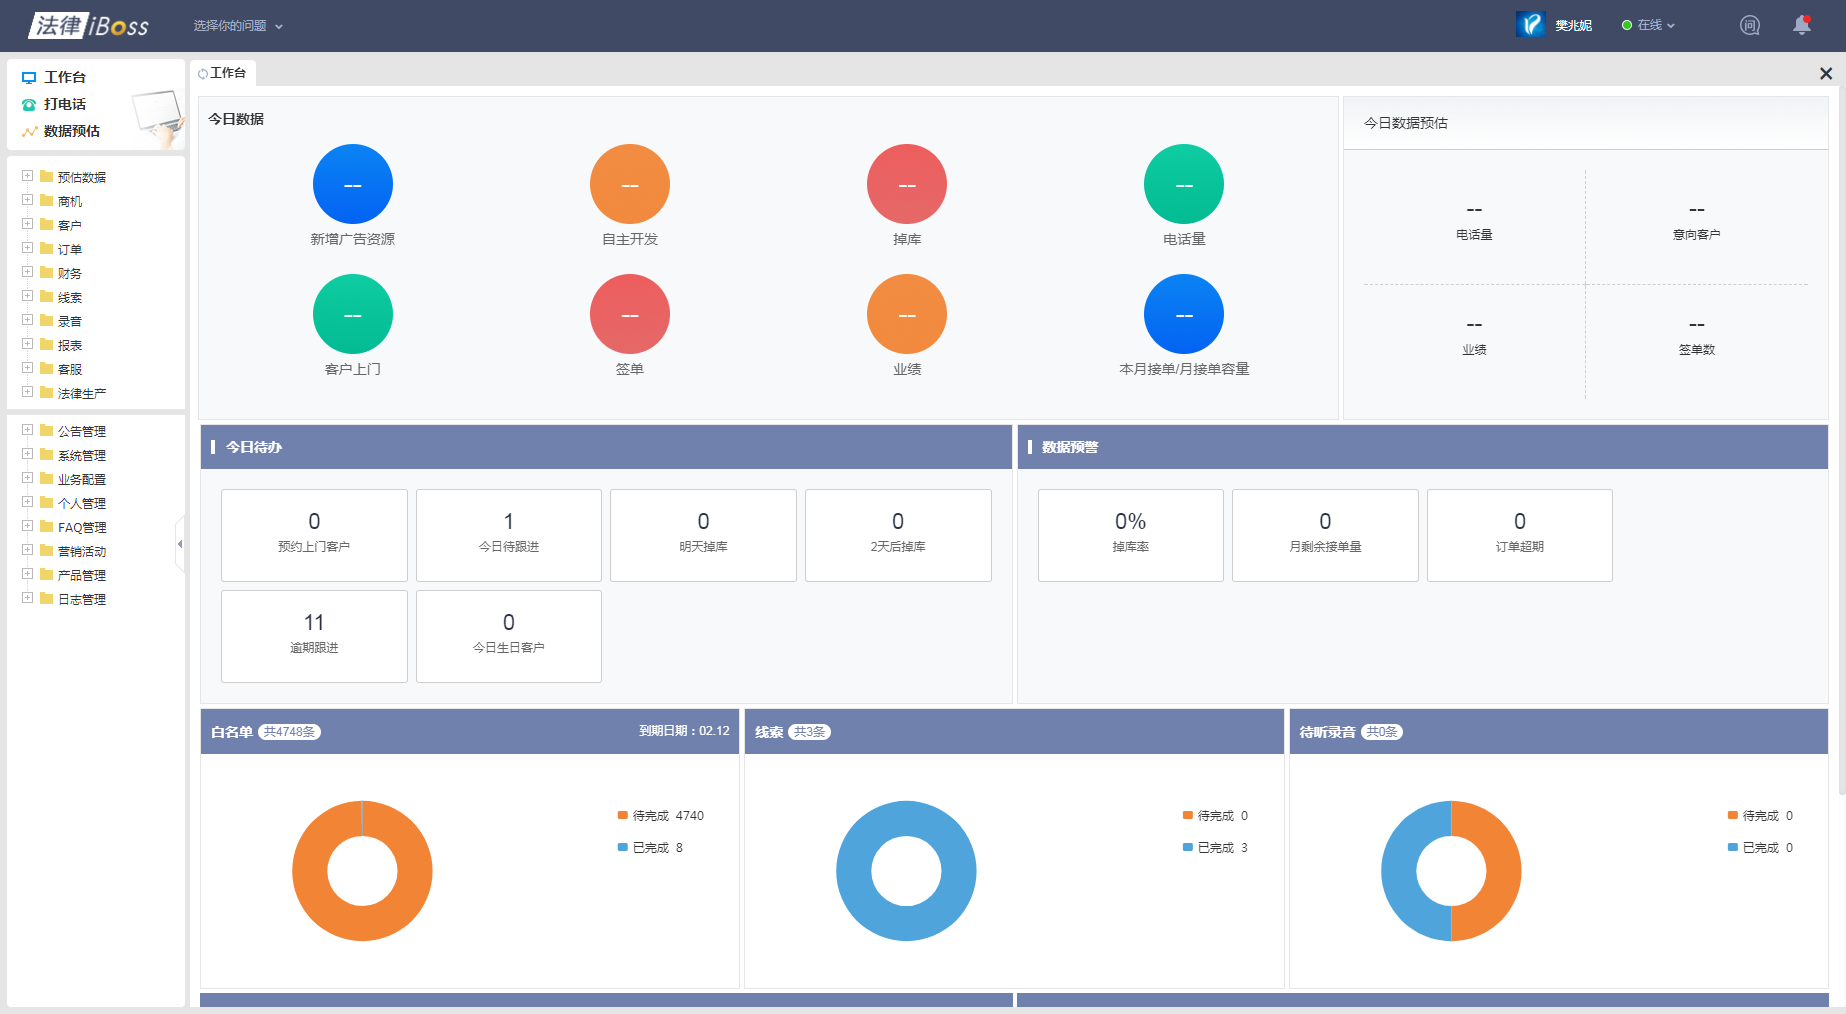 法律 iBoss
选择你的问题
樊兆妮
在线
问
工作台
打电话
数据预估
预估数据
商机
客户
订单
财务
线索
录音
报表
客服
法律生产
公告管理
系统管理
业务配置
个人管理
FAQ管理
营销活动
产品管理
日志管理
工作台
今日数据
-- -- -- --
新增广告资源 自主开发 掉库 电话量
-- -- -- --
客户上门 签单 业绩 本月接单/月接单容量
今日数据预估
-- --
电话量 意向客户
-- --
业绩 签单数
今日待办
0 1 0 0
预约上门客户 今日待跟进 明天掉库 2天后掉库
11 0
逾期跟进 今日生日客户
数据预警
0% 0 0
掉库率 月剩余接单量 订单超期
白名单 共4748条 到期日期：02.12
待完成 4740
已完成 8
线索 共3条
待完成 0
已完成 3
待听录音 共0条
待完成 0
已完成 0